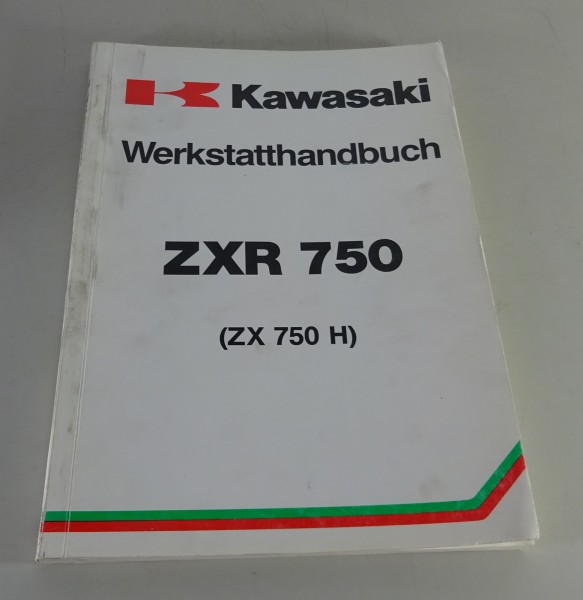 Kawasaki
Werkstatthandbuch
ZXR 750
(ZX 750 H)